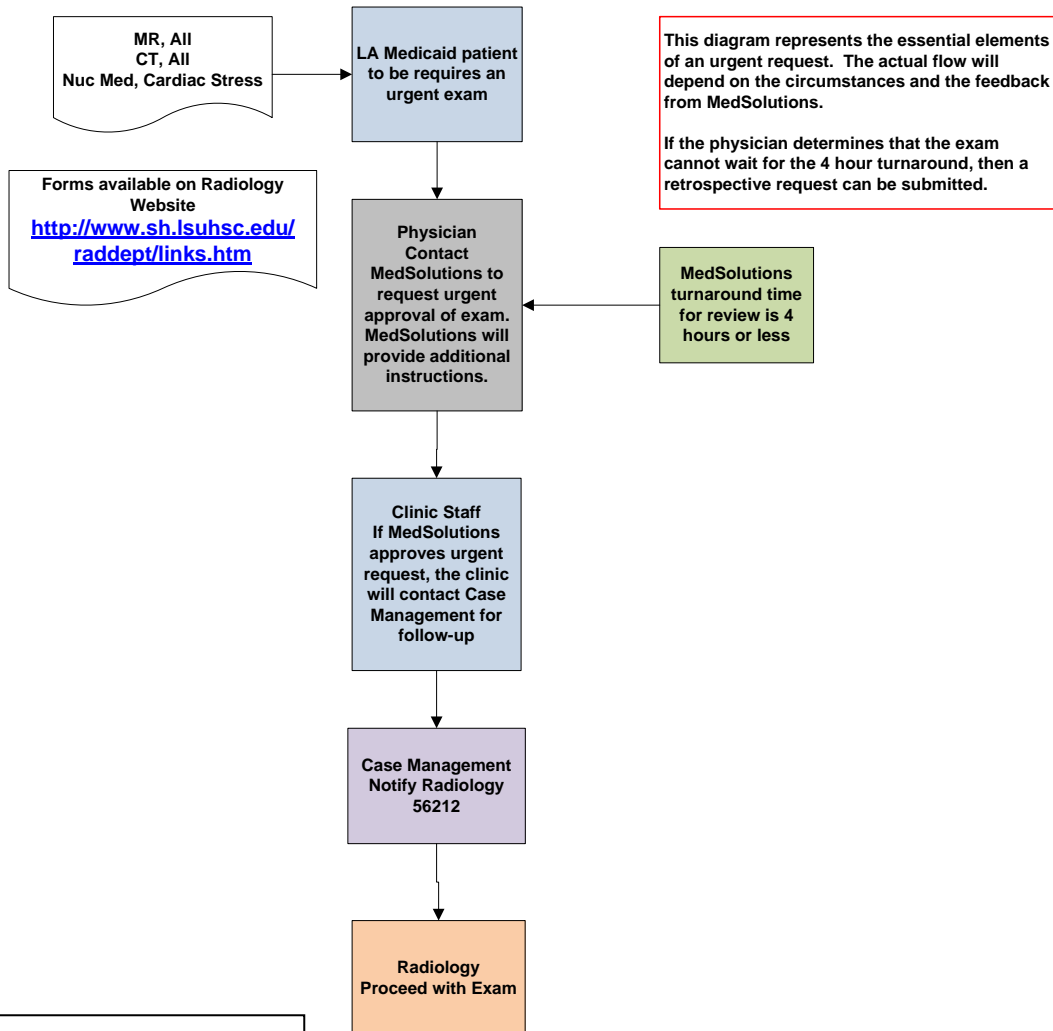 MR, All
CT, All
Nuc Med, Cardiac Stress
LA Medicaid patient
to be requires an
urgent exam
This diagram represents the essential elements
of an urgent request.  The actual flow will
depend on the circumstances and the feedback
from MedSolutions.
If the physician determines that the exam
cannot wait for the 4 hour turnaround, then a
retrospective request can be submitted.
Forms available on Radiology
Website
http://www.sh.lsuhsc.edu/
raddept/links.htm
Physician
Contact
MedSolutions to
request urgent
approval of exam.
MedSolutions will
provide additional
instructions.
MedSolutions
turnaround time
for review is 4
hours or less
Clinic Staff
If MedSolutions
approves urgent
request, the clinic
will contact Case
Management for
follow-up
Case Management
Notify Radiology
56212
Radiology
Proceed with Exam